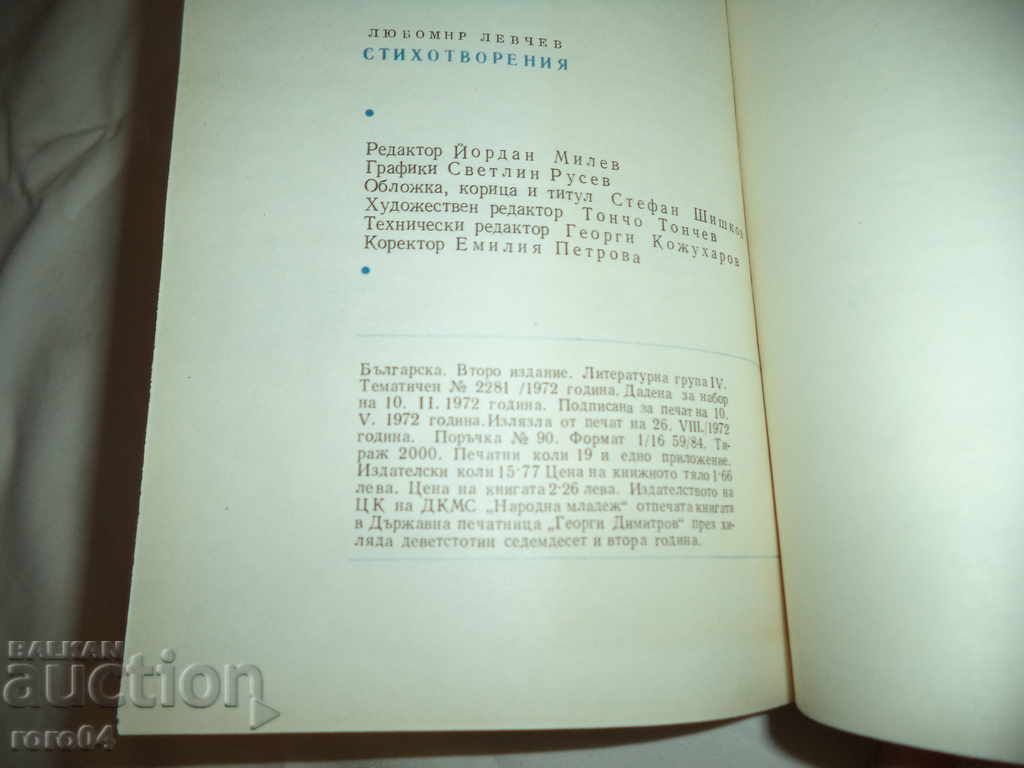 ЛЮБОМИР ЛЕВЧЕВ
СТИХОТВОРЕНИЯ
Редактор Йордан Милев
Графики Светлин Русев
Обложка, корица и титул Стефан Шишков
Художествен редактор Тончо Тончев
Технически редактор Георги Кожухаров
Коректор Емилия Петрова
Българска. Второ издание. Литературна група IV.
Тематичен № 2281 /1972 година. Дадена за набор
на 10. II. 1972 година. Подписана за печат на 10.
V. 1972 година. Излязла от печат на 26. VIII./1972
година. Поръчка № 90. Формат 1/16 59/84. Ти-
раж 2000. Печатни коли 19 и едно приложение.
Издателски коли 15·77 Цена на книжното тяло 1·66
лева. Цена на книгата 2·26 лева. Издателството на
ЦК на ДКМС „Народна младеж“ отпечата книгата
в Държавна печатница „Георги Димитров“ през хи-
ляда деветстотин седемдесет и втора година.
BALKAN
auction
roro04